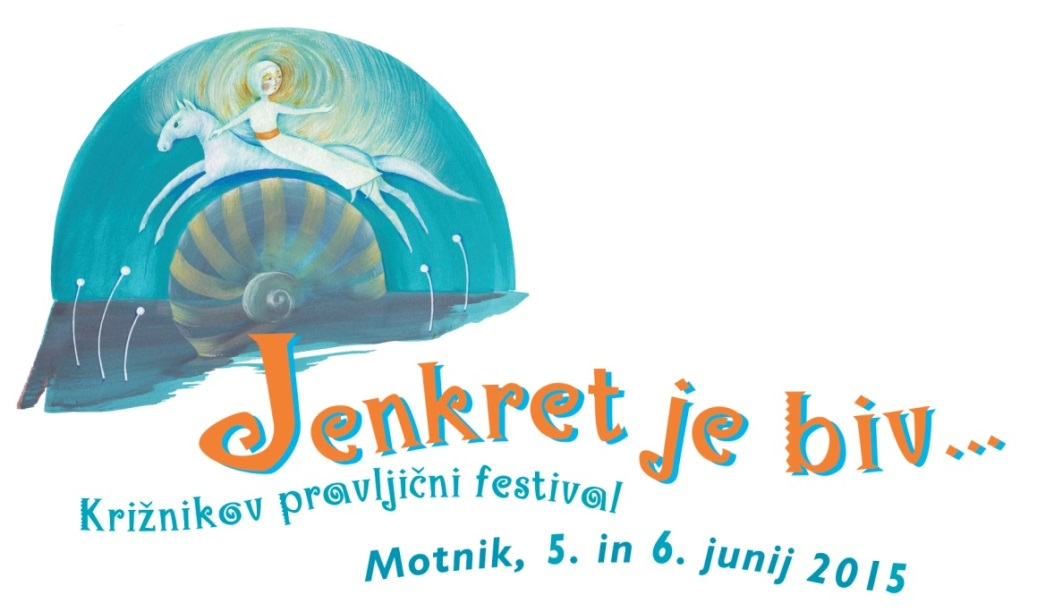 Jenkret je biv...
Križnikov pravljični festival
Motnik, 5. in 6. junij 2015